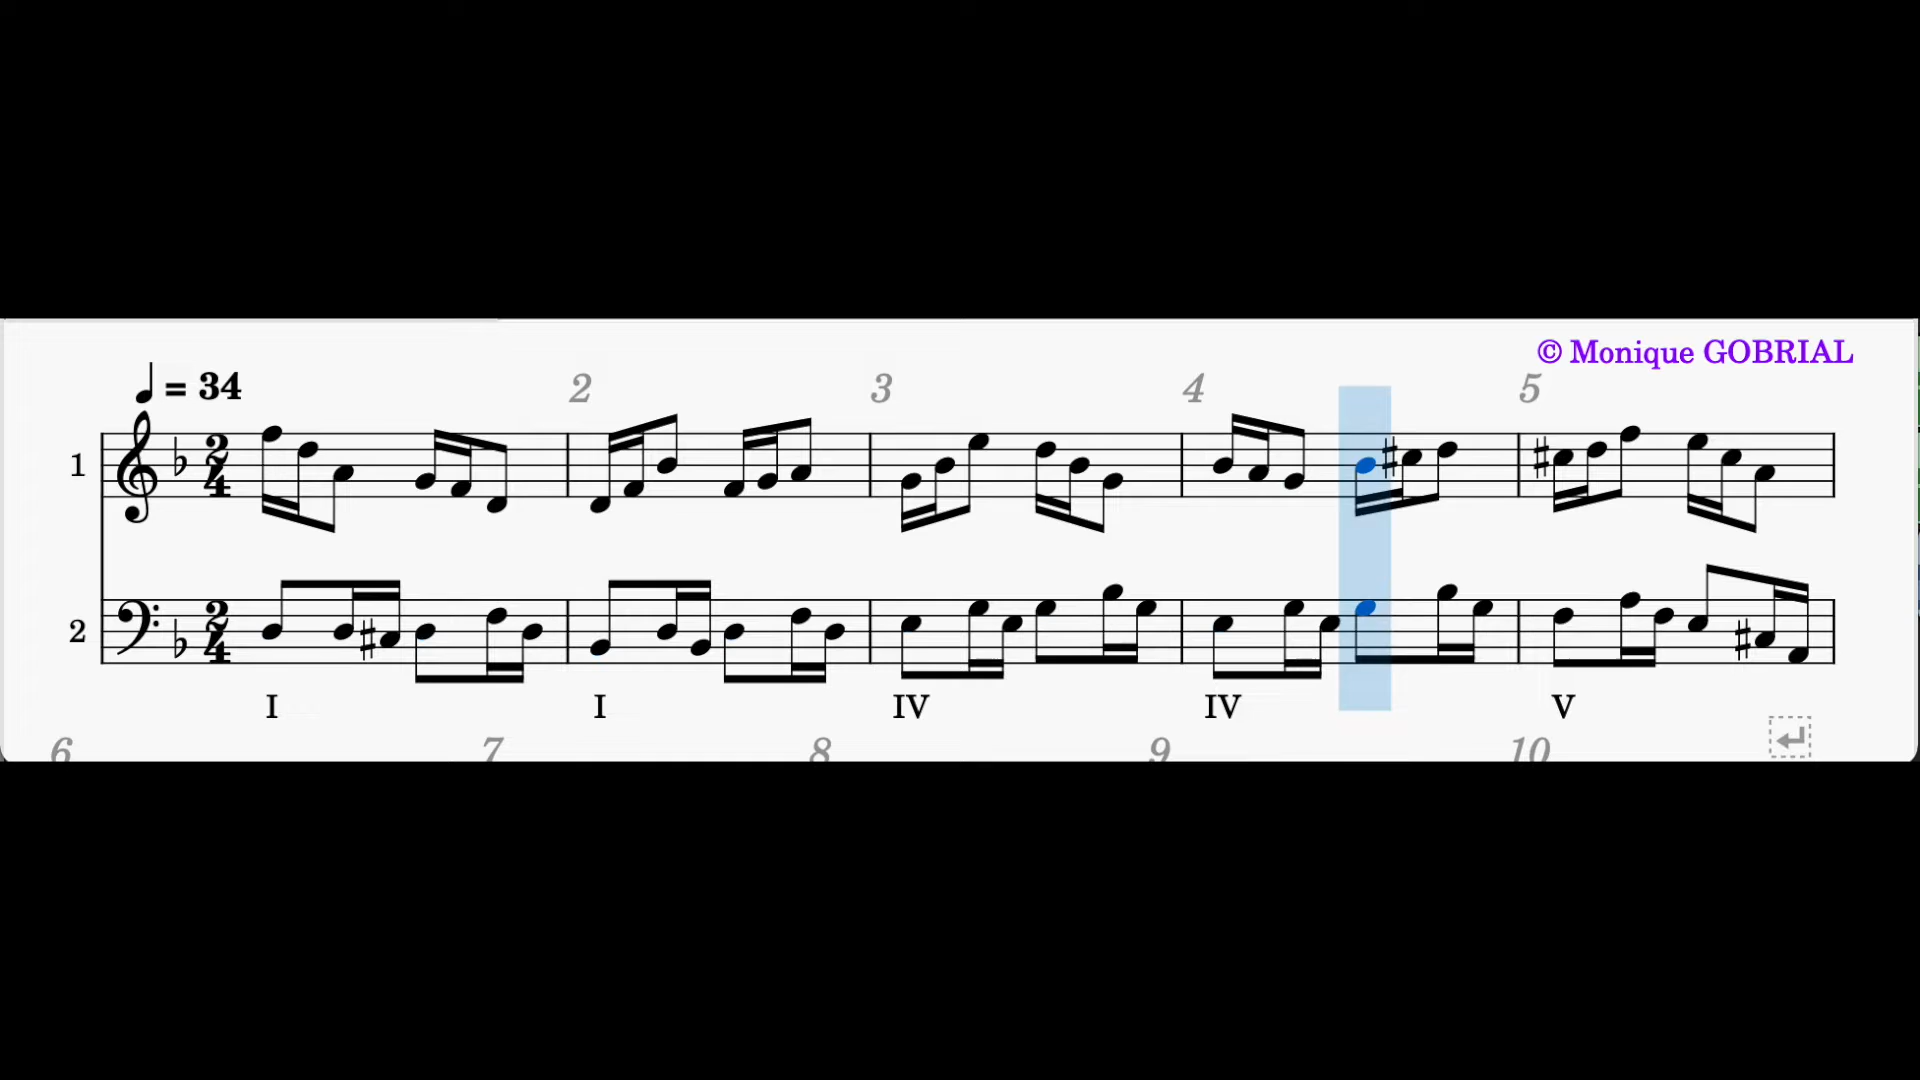 © Monique GOBRIAL
♩ = 34
2 3 4 5
1
2
I I IV IV V
6 7 8 9 10